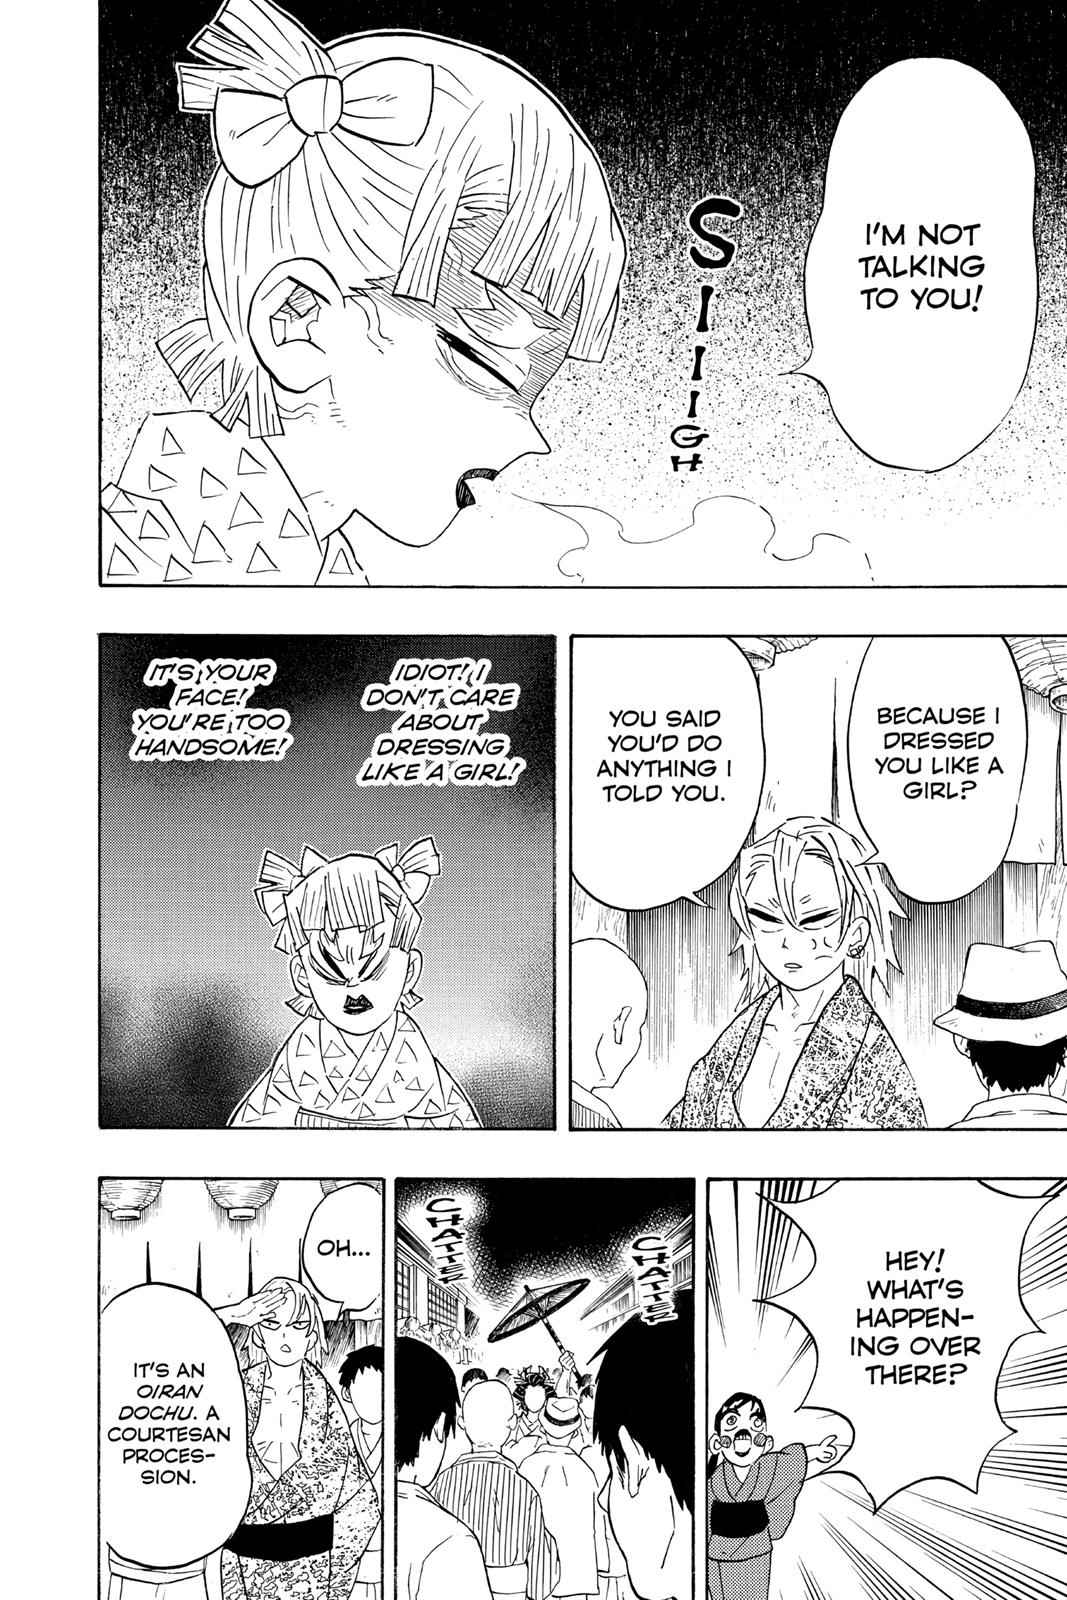 I'M NOT
TALKING
TO YOU!
SIIIGH
BECAUSE I
DRESSED
YOU LIKE A
GIRL?
YOU SAID
YOU'D DO
ANYTHING I
TOLD YOU.
IDIOT! I
DON'T CARE
ABOUT
DRESSING
LIKE A GIRL!
IT'S YOUR
FACE!
YOU'RE TOO
HANDSOME!
HEY!
WHAT'S
HAPPEN-
ING OVER
THERE?
CHATTER
CHATTER
OH...
IT'S AN
OIRAN
DOCHU. A
COURTESAN
PROCES-
SION.